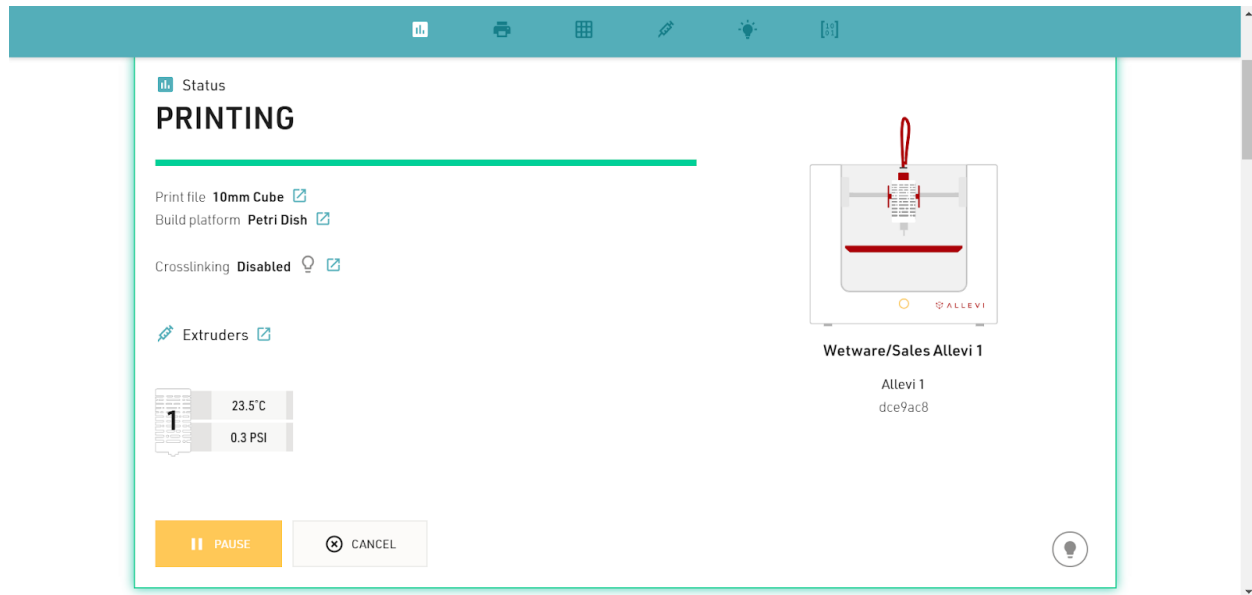 Status
PRINTING
Print file 10mm Cube
Build platform Petri Dish
Crosslinking Disabled
Extruders
1
23.5°C
0.3 PSI
PAUSE
CANCEL
ALLEVI
Wetware/Sales Allevi 1
Allevi 1
dce9ac8